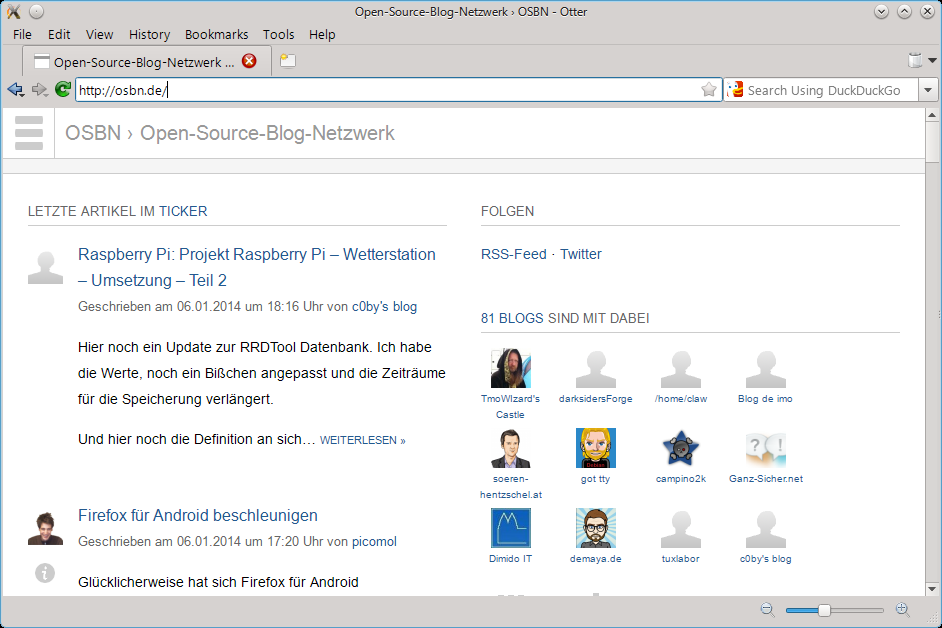 Open-Source-Blog-Netzwerk › OSBN - Otter
File Edit View History Bookmarks Tools Help
Open-Source-Blog-Netzwerk ...
http://osbn.de/
Search Using DuckDuckGo
OSBN › Open-Source-Blog-Netzwerk
LETZTE ARTIKEL IM TICKER
Raspberry Pi: Projekt Raspberry Pi – Wetterstation
– Umsetzung – Teil 2
Geschrieben am 06.01.2014 um 18:16 Uhr von c0by's blog
Hier noch ein Update zur RRDTool Datenbank. Ich habe
die Werte, noch ein Bißchen angepasst und die Zeiträume
für die Speicherung verlängert.
Und hier noch die Definition an sich… WEITERLESEN »
Firefox für Android beschleunigen
Geschrieben am 06.01.2014 um 17:20 Uhr von picomol
Glücklicherweise hat sich Firefox für Android
FOLGEN
RSS-Feed · Twitter
81 BLOGS SIND MIT DABEI
TmoWizard's
Castle
darksidersForge
/home/claw
Blog de imo
soeren-
hentzschel.at
got tty
campino2k
Ganz-Sicher.net
Dimido IT
demaya.de
tuxlabor
c0by's blog